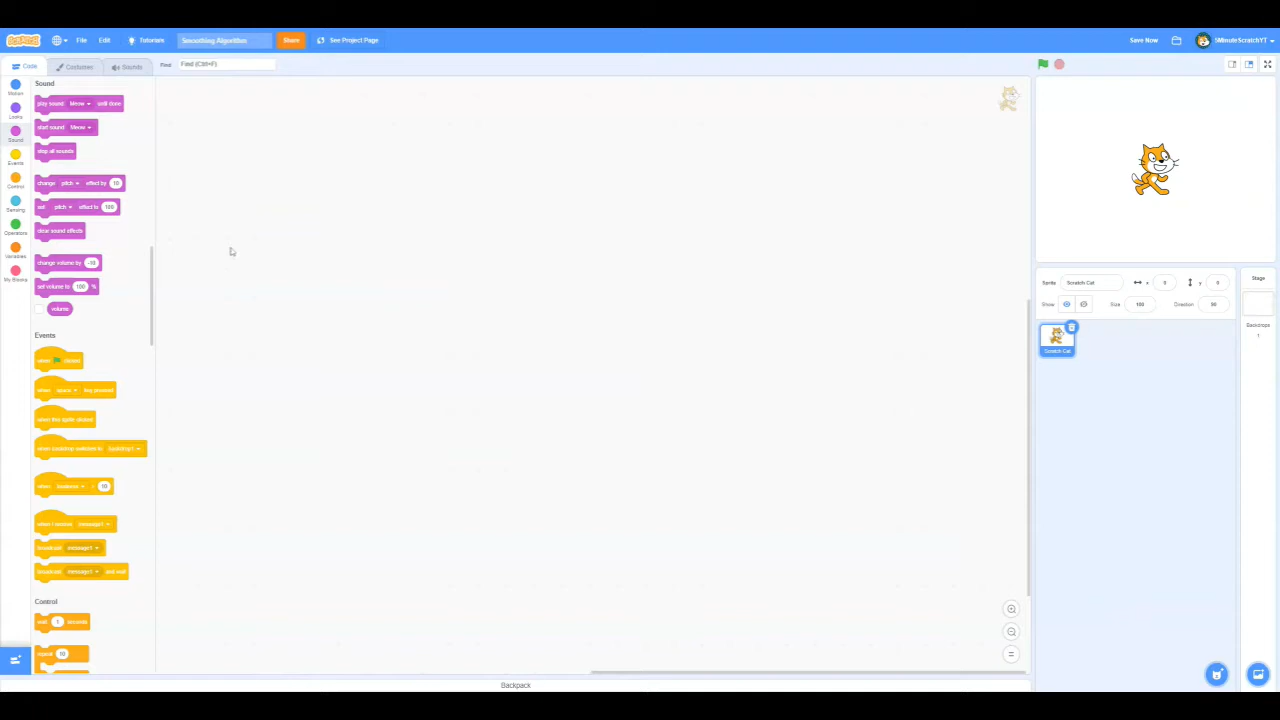 SCRATCH File Edit Tutorials Smoothing Algorithm Share See Project Page Save Now 5MinuteScratchYT
Code Costumes Sounds Find Find (Ctrl+F)
Motion
Looks
Sound
Events
Control
Sensing
Operators
Variables
My Blocks
Sound
play sound Meow until done
start sound Meow
stop all sounds
change pitch effect by 10
set pitch effect to 100
clear sound effects
change volume by -10
set volume to 100 %
volume
Events
when clicked
when space key pressed
when this sprite clicked
when backdrop switches to backdrop1
when loudness > 10
when I receive message1
broadcast message1
broadcast message1 and wait
Control
wait 1 seconds
repeat 10
Sprite Scratch Cat x 0 y 0
Show Size 100 Direction 90
Scratch Cat
Stage
Backdrops
1
Backpack